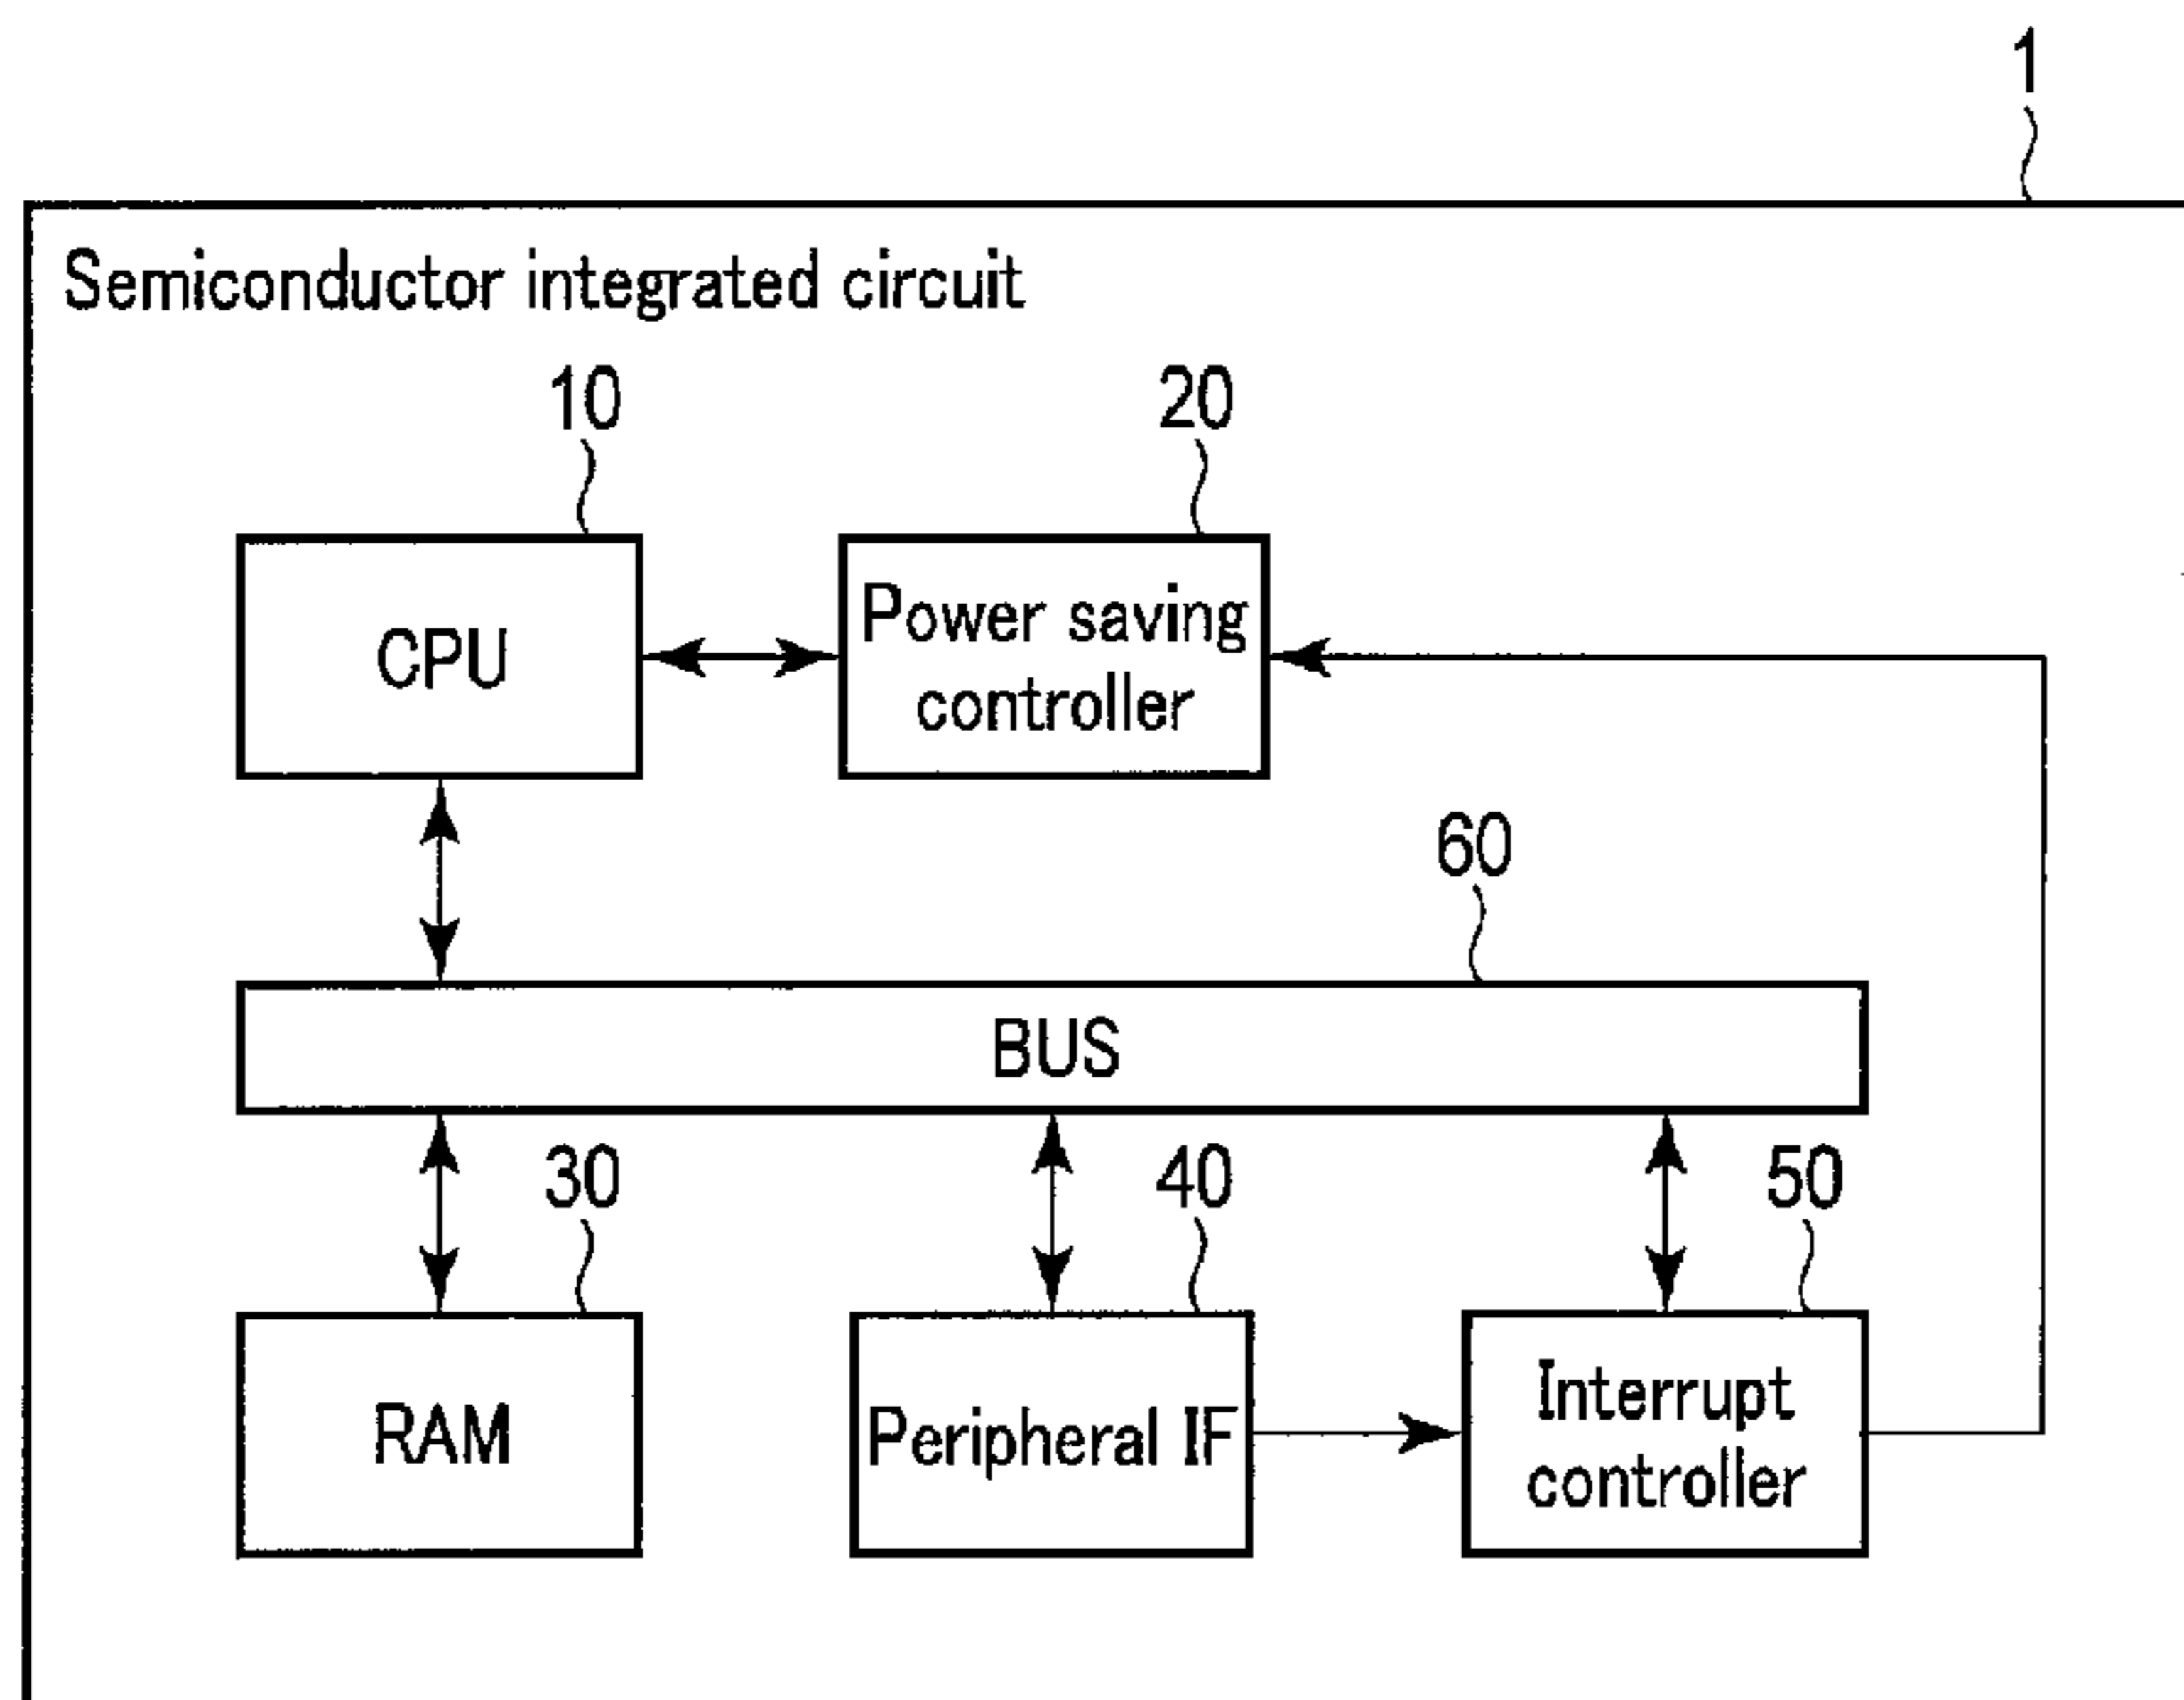 1
Semiconductor integrated circuit
10
20
CPU
Power saving
controller
60
BUS
30
40
50
RAM
Peripheral IF
Interrupt
controller